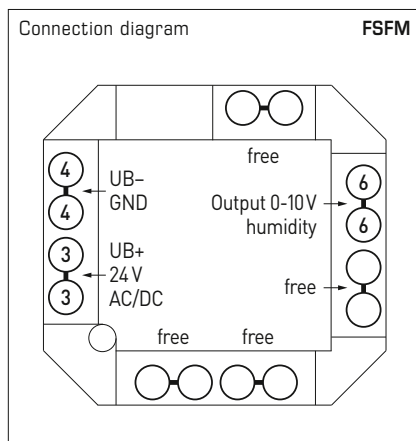 Connection diagram FSFM
free
4
4
UB–
GND
3
3
UB+
24 V
AC/DC
Output 0-10 V
humidity
6
6
free
free free